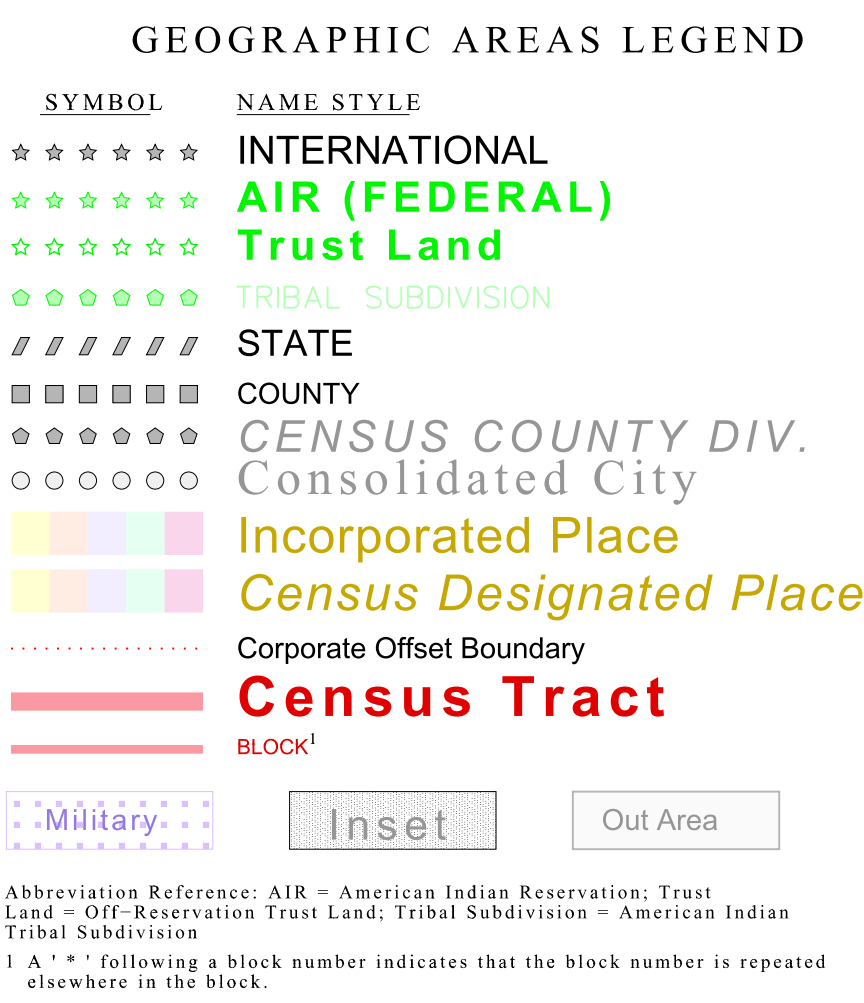 GEOGRAPHIC AREAS LEGEND
SYMBOL NAME STYLE
INTERNATIONAL
AIR (FEDERAL)
Trust Land
TRIBAL SUBDIVISION
STATE
COUNTY
CENSUS COUNTY DIV.
Consolidated City
Incorporated Place
Census Designated Place
Corporate Offset Boundary
Census Tract
BLOCK1
Military Inset Out Area
Abbreviation Reference: AIR = American Indian Reservation; Trust
Land = Off−Reservation Trust Land; Tribal Subdivision = American Indian
Tribal Subdivision
1 A ' * ' following a block number indicates that the block number is repeated
elsewhere in the block.